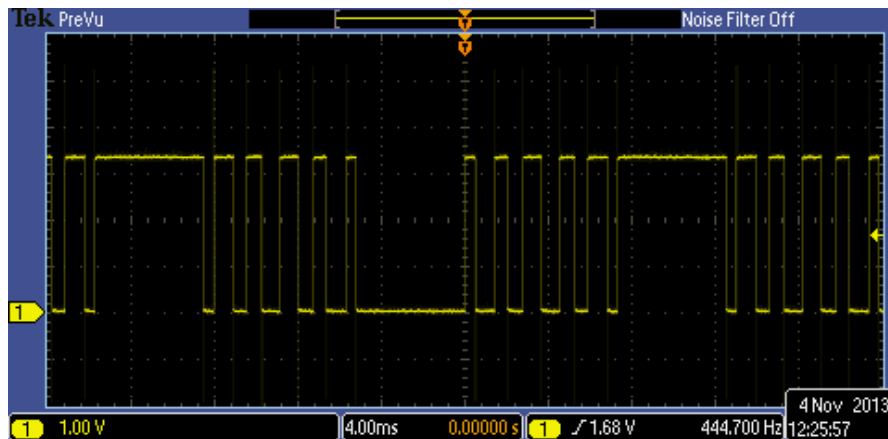 Tek PreVu Noise Filter Off
T
T
1
1 1.00 V 4.00ms 0.00000 s 1 1.68 V 444.700 Hz
4 Nov 2013
12:25:57